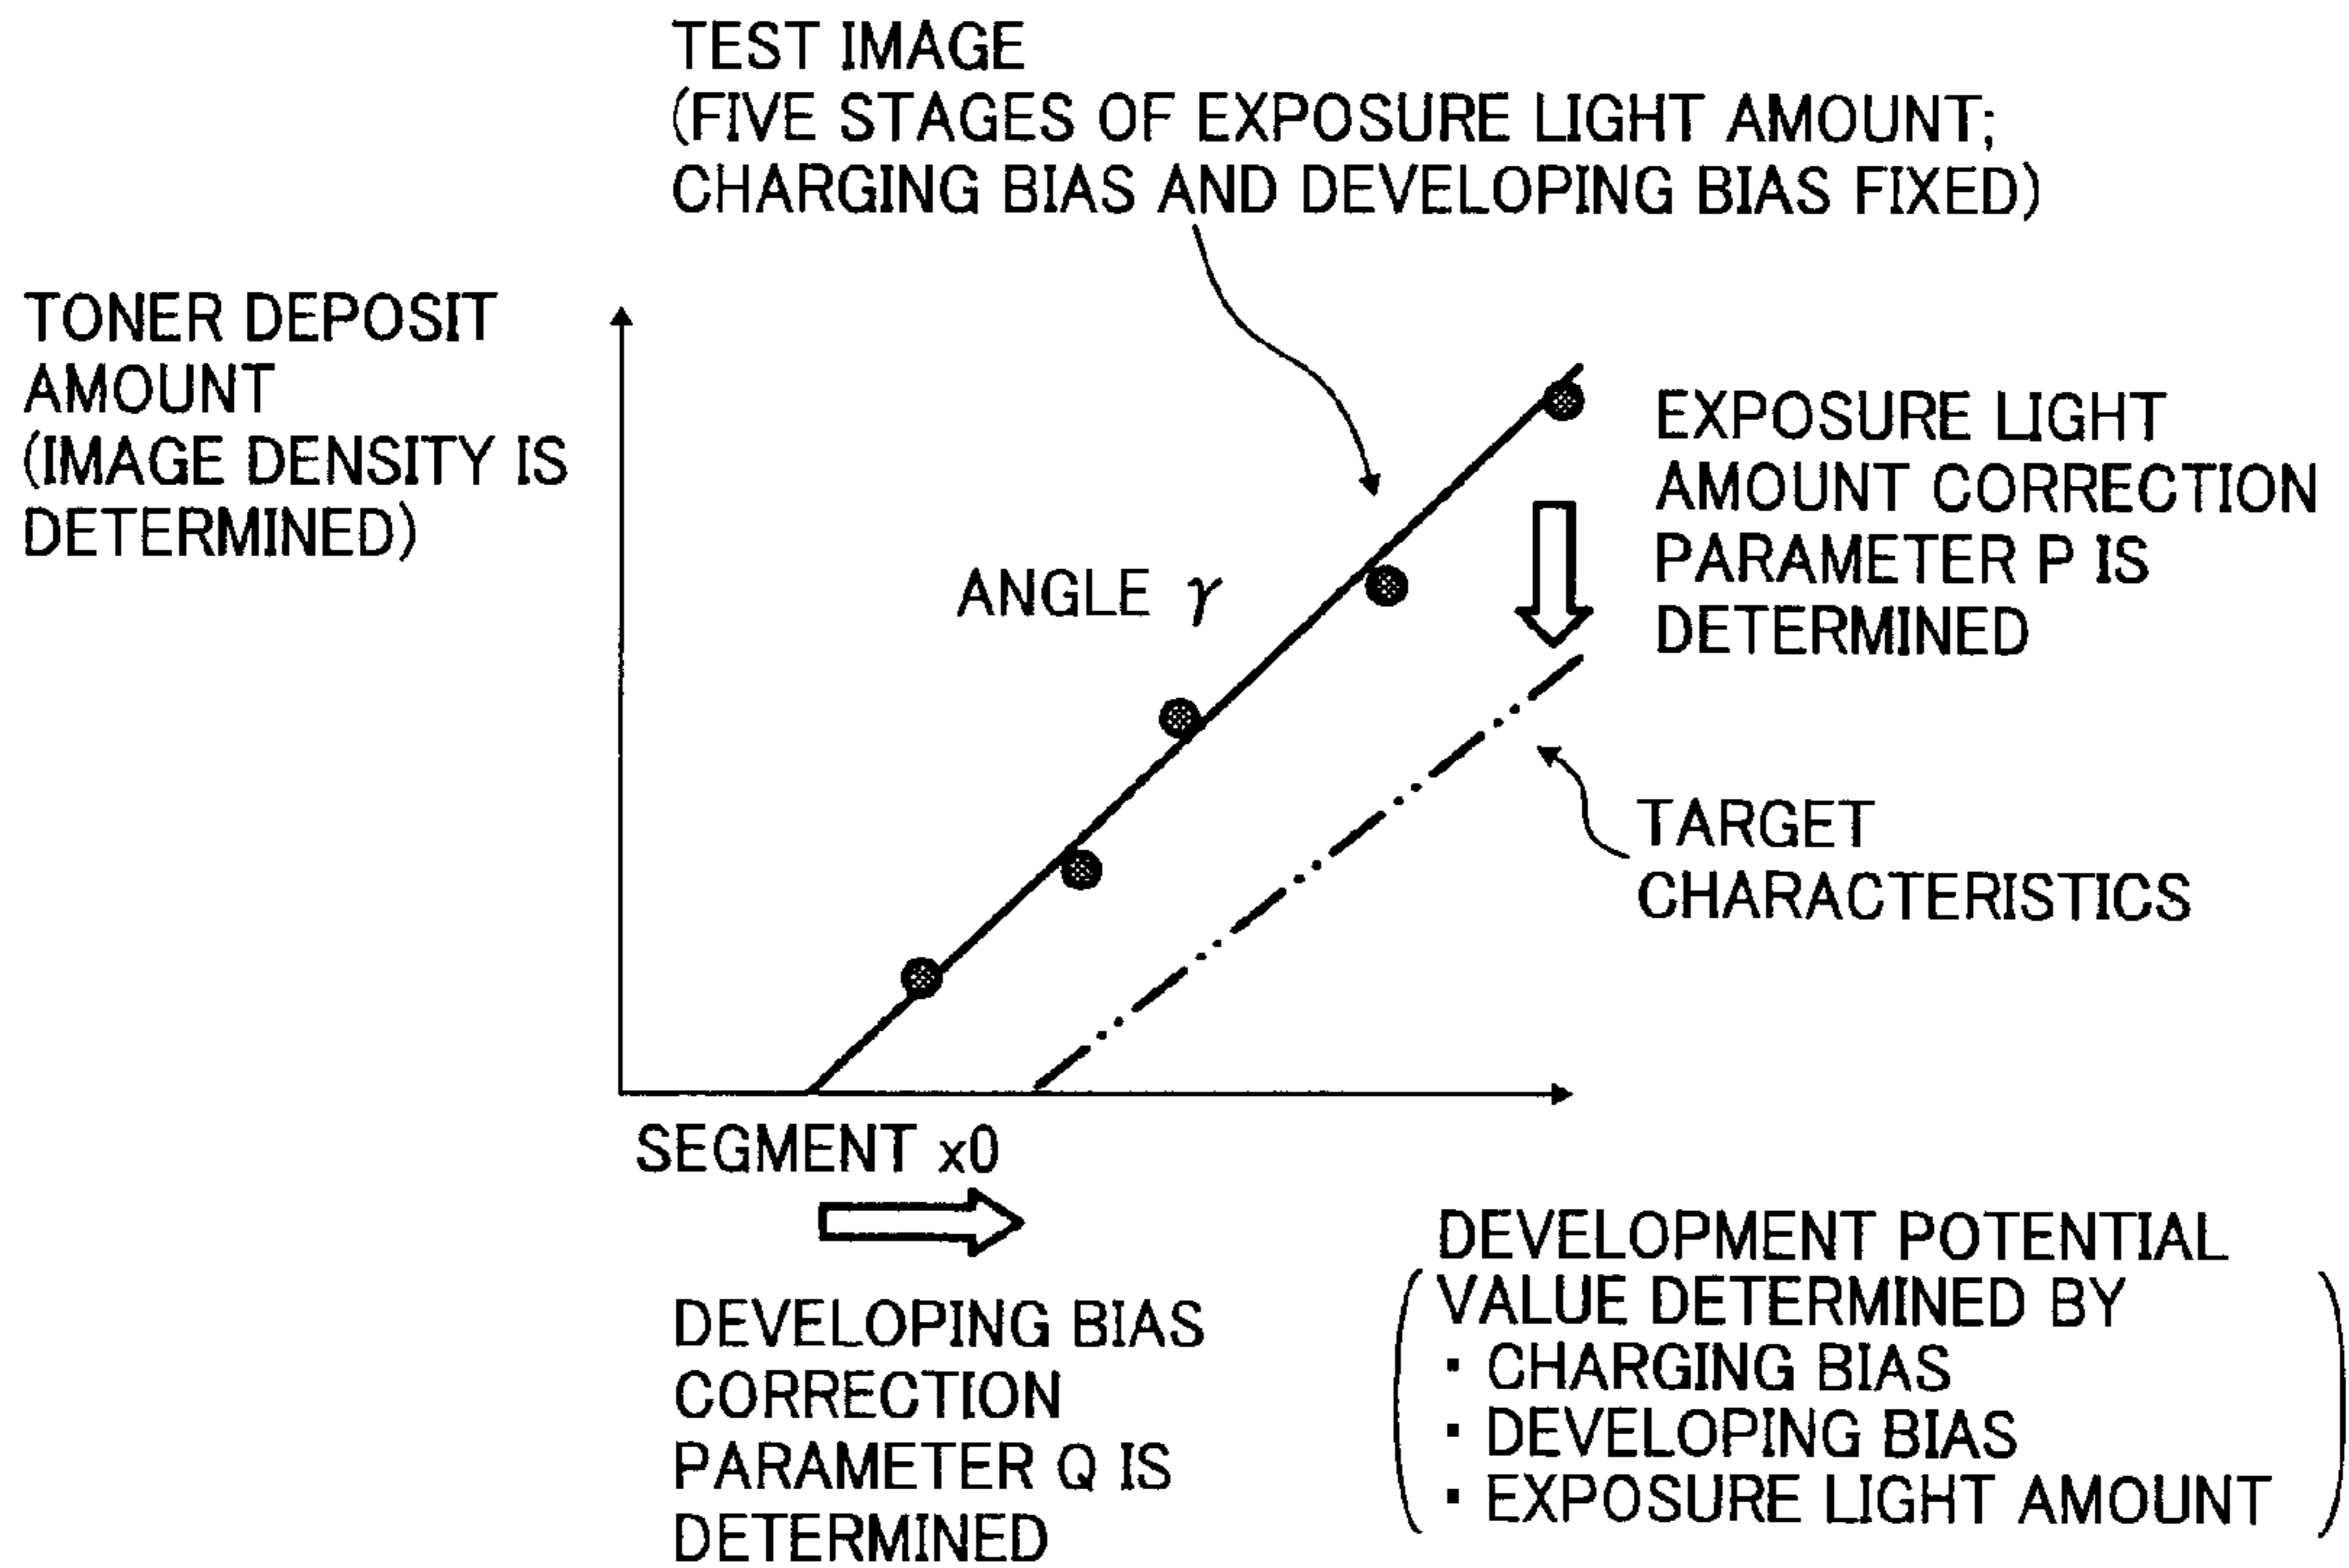 TEST IMAGE
(FIVE STAGES OF EXPOSURE LIGHT AMOUNT;
CHARGING BIAS AND DEVELOPING BIAS FIXED)
TONER DEPOSIT
AMOUNT
(IMAGE DENSITY IS
DETERMINED)
EXPOSURE LIGHT
AMOUNT CORRECTION
PARAMETER P IS
DETERMINED
ANGLE γ
TARGET
CHARACTERISTICS
SEGMENT x0
DEVELOPING BIAS
CORRECTION
PARAMETER Q IS
DETERMINED
DEVELOPMENT POTENTIAL
VALUE DETERMINED BY
・CHARGING BIAS
・DEVELOPING BIAS
・EXPOSURE LIGHT AMOUNT